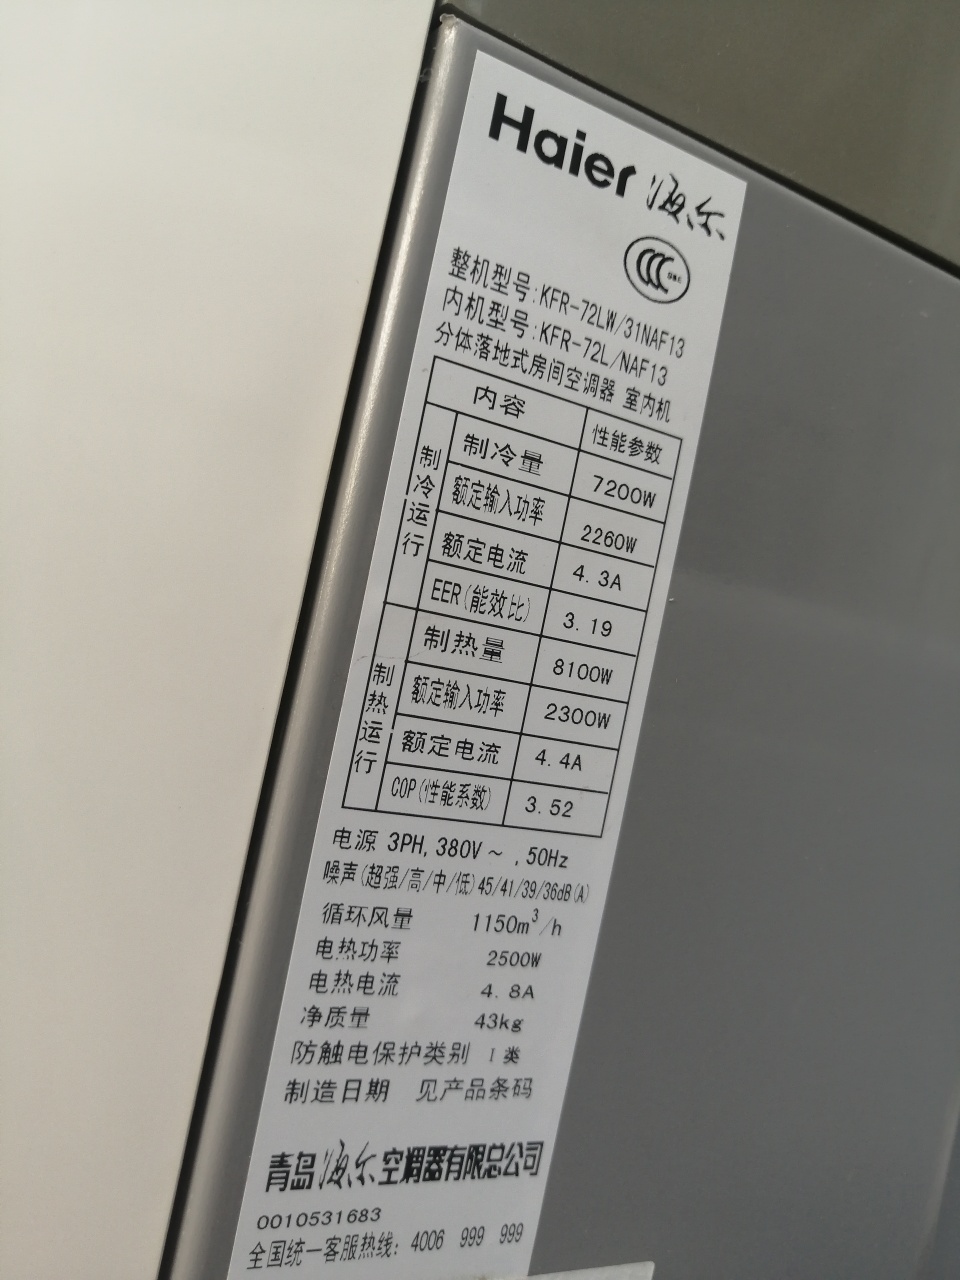 Haier 海尔
整机型号:KFR-72LW/31NAF13
内机型号:KFR-72L/NAF13
分体落地式房间空调器 室内机
内容 性能参数
制冷运行
制冷量 7200W
额定输入功率 2260W
额定电流 4.3A
EER(能效比) 3.19
制热运行
制热量 8100W
额定输入功率 2300W
额定电流 4.4A
COP(性能系数) 3.52
电源 3PH,380V~,50Hz
噪声(超强/高/中/低)45/41/39/36dB(A)
循环风量 1150m³/h
电热功率 2500W
电热电流 4.8A
净质量 43kg
防触电保护类别 I类
制造日期 见产品条码
青岛海尔空调器有限总公司
0010531683
全国统一客服热线: 4006 999 999